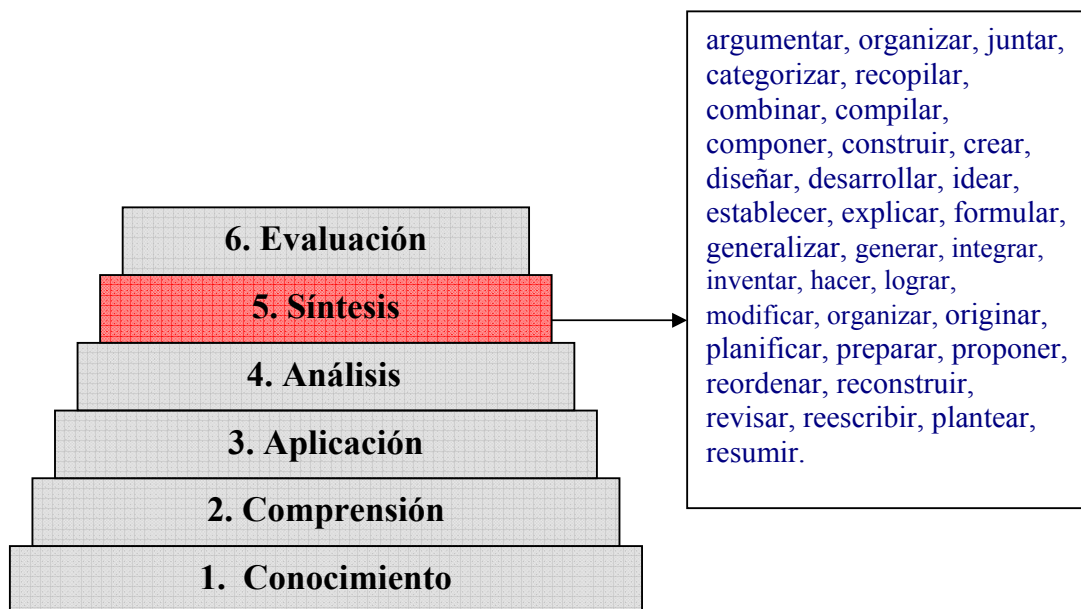 argumentar, organizar, juntar,
categorizar, recopilar,
combinar, compilar,
componer, construir, crear,
diseñar, desarrollar, idear,
establecer, explicar, formular,
generalizar, generar, integrar,
inventar, hacer, lograr,
modificar, organizar, originar,
planificar, preparar, proponer,
reordenar, reconstruir,
revisar, reescribir, plantear,
resumir.
6. Evaluación
5. Síntesis
4. Análisis
3. Aplicación
2. Comprensión
1. Conocimiento